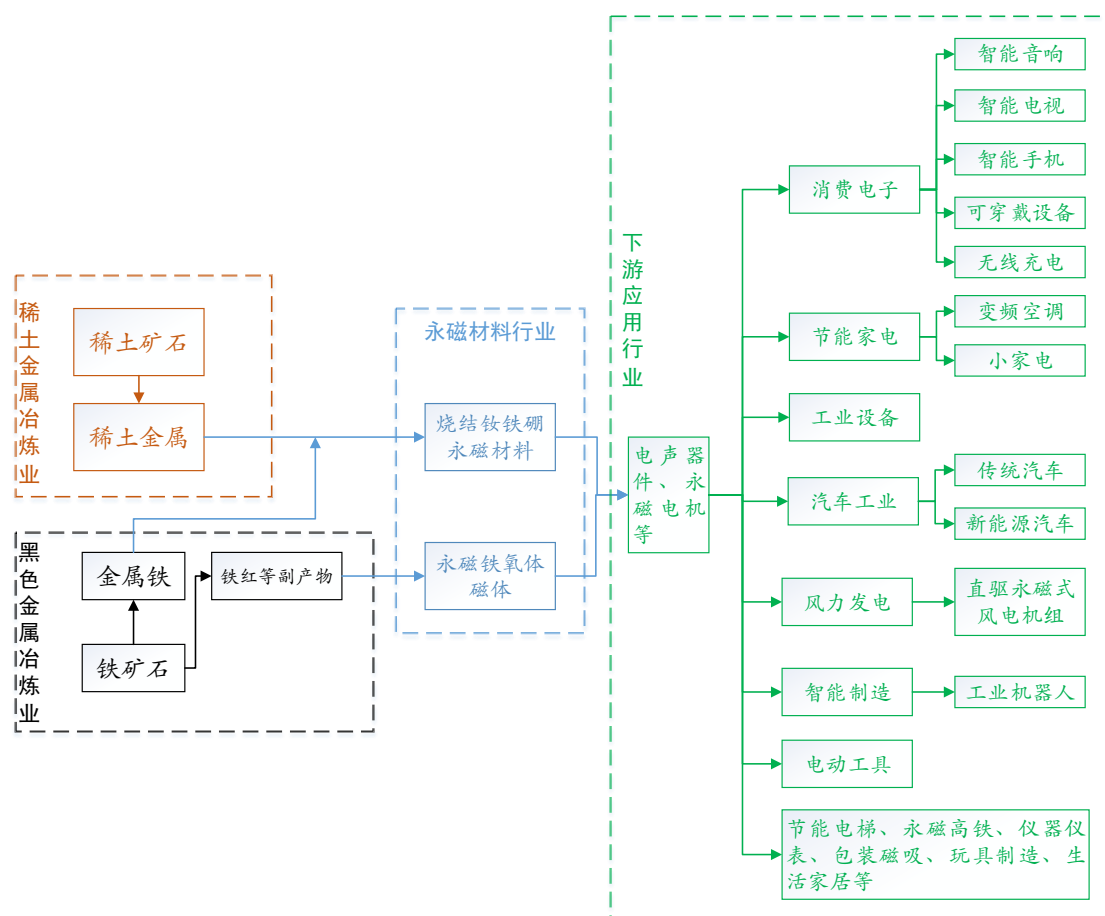 稀土金属冶炼业
稀土矿石
稀土金属
黑色金属冶炼业
金属铁
铁红等副产物
铁矿石
永磁材料行业
烧结钕铁硼
永磁材料
永磁铁氧体
磁体
下游应用行业
电声器
件、永
磁电机
等
消费电子
智能音响
智能电视
智能手机
可穿戴设备
无线充电
节能家电
变频空调
小家电
工业设备
汽车工业
传统汽车
新能源汽车
风力发电
直驱永磁式
风电机组
智能制造
工业机器人
电动工具
节能电梯、永磁高铁、仪器仪
表、包装磁吸、玩具制造、生
活家居等